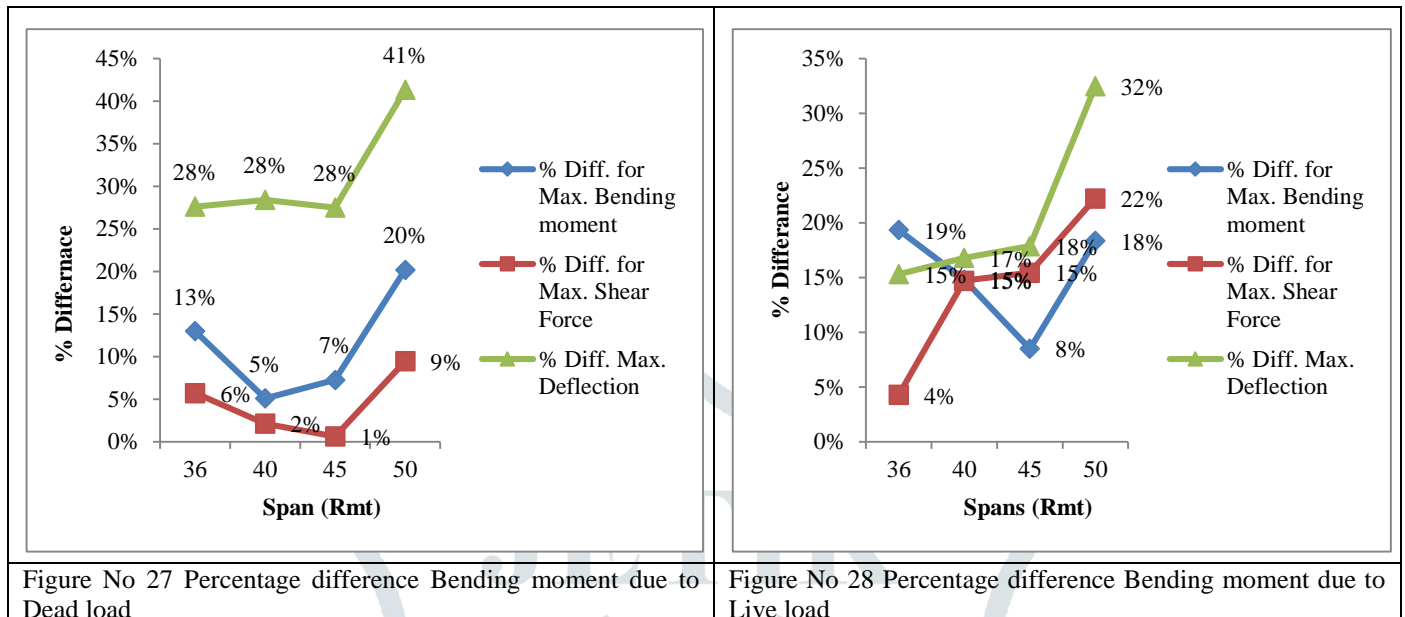 45%
40%
35%
30%
25%
20%
15%
10%
5%
0%
% Differnace
41%
28%
28%
28%
20%
13%
5%
7%
6%
2%
1%
9%
36
40
45
50
Span (Rmt)
% Diff. for
Max. Bending
moment
% Diff. for
Max. Shear
Force
% Diff. Max.
Deflection
Figure No 27 Percentage difference Bending moment due to
Dead load
35%
30%
25%
20%
15%
10%
5%
0%
% Differance
32%
22%
18%
19%
17%
18%
15%
15%
15%
15%
8%
4%
36
40
45
50
Spans (Rmt)
% Diff. for
Max. Bending
moment
% Diff. for
Max. Shear
Force
% Diff. Max.
Deflection
Figure No 28 Percentage difference Bending moment due to
Live load
JETIR